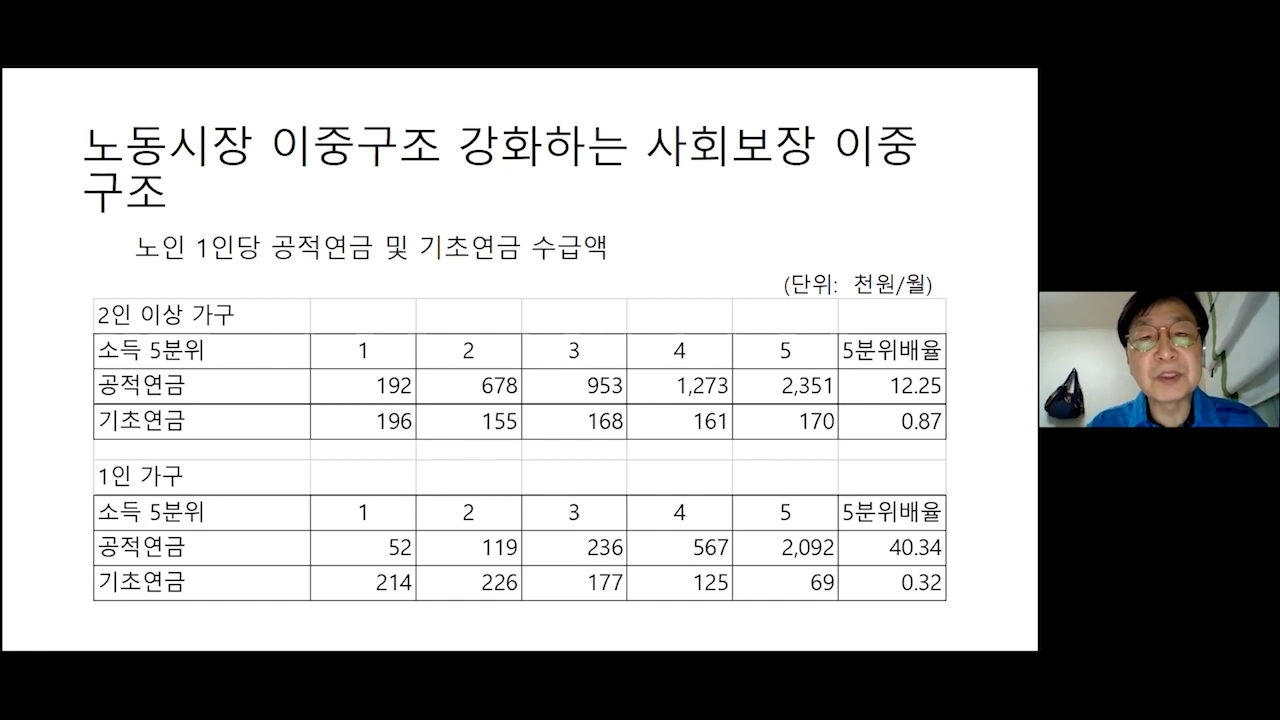 노동시장 이중구조 강화하는 사회보장 이중
구조
노인 1인당 공적연금 및 기초연금 수급액
(단위: 천원/월)
2인 이상 가구
소득 5분위 1 2 3 4 5 5분위배율
공적연금 192 678 953 1,273 2,351 12.25
기초연금 196 155 168 161 170 0.87
1인 가구
소득 5분위 1 2 3 4 5 5분위배율
공적연금 52 119 236 567 2,092 40.34
기초연금 214 226 177 125 69 0.32